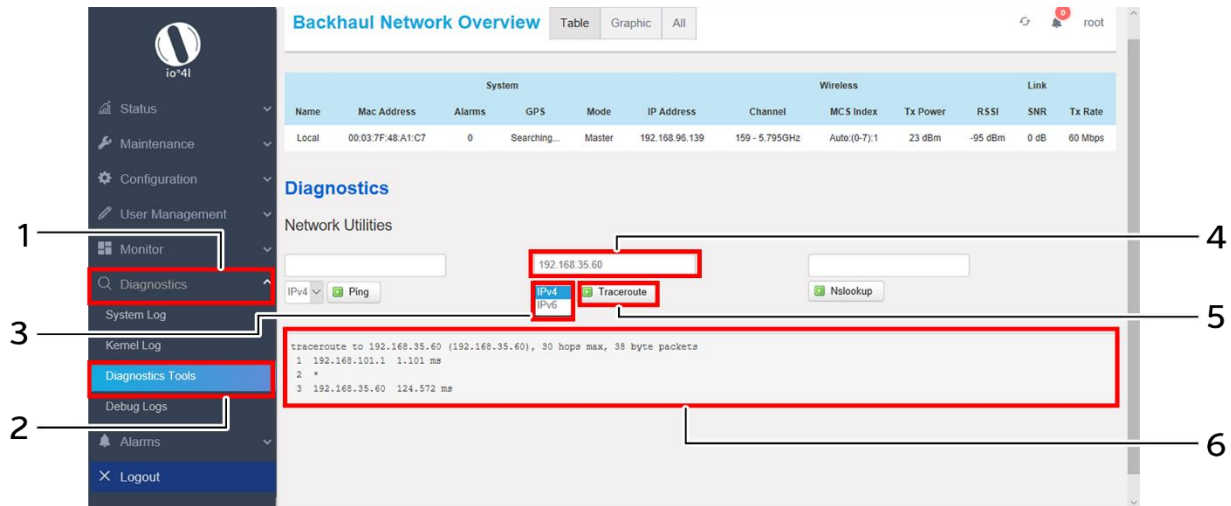 Backhaul Network Overview Table Graphic All 0 root
io"4l
System Wireless Link
Name Mac Address Alarms GPS Mode IP Address Channel MCS Index Tx Power RSSI SNR Tx Rate
Local 00:03:7F:48:A1:C7 0 Searching... Master 192.168.96.139 159 - 5.795GHz Auto:(0-7):1 23 dBm -95 dBm 0 dB 60 Mbps
Status
Maintenance
Configuration
User Management
Monitor
Diagnostics
System Log
Kernel Log
Diagnostics Tools
Debug Logs
Alarms
Logout
Diagnostics
Network Utilities
192.168.35.60
IPv4 Ping IPv4 Traceroute Nslookup
IPv6
traceroute to 192.168.35.60 (192.168.35.60), 30 hops max, 38 byte packets
1 192.168.101.1 1.101 ms
2 *
3 192.168.35.60 124.572 ms
1
2
3
4
5
6